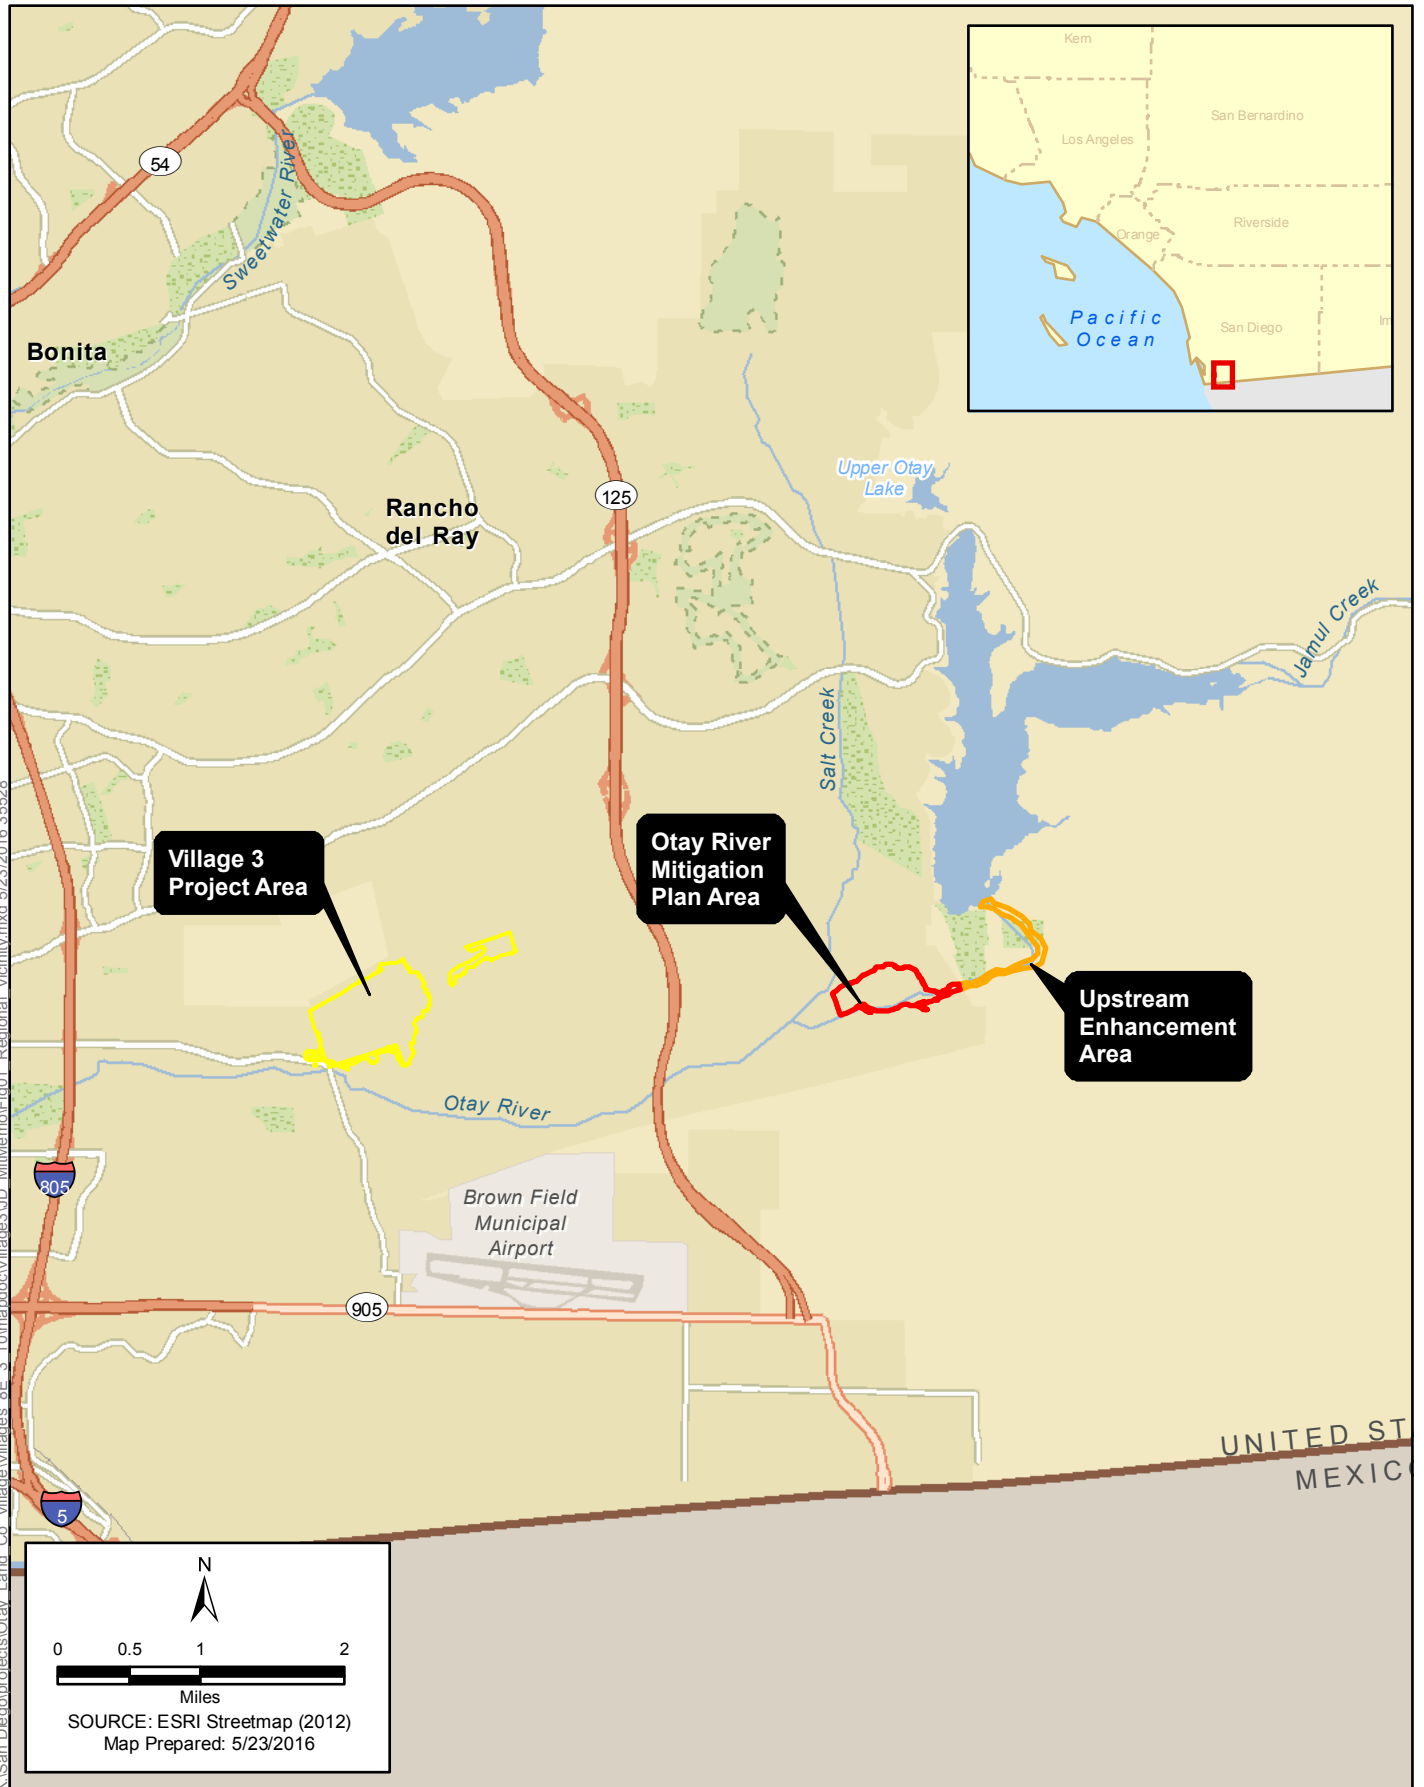 Kern
San Bernardino
Los Angeles
Orange
Riverside
Pacific
Ocean
San Diego
Im
54
Sweetwater River
Bonita
Rancho
del Ray
125
Upper Otay
Lake
Jamul Creek
Salt Creek
Village 3
Project Area
Otay River
Mitigation
Plan Area
Upstream
Enhancement
Area
Otay River
805
Brown Field
Municipal
Airport
905
UNITED ST
MEXICO
5
N
0 0.5 1 2
Miles
SOURCE: ESRI Streetmap (2012)
Map Prepared: 5/23/2016